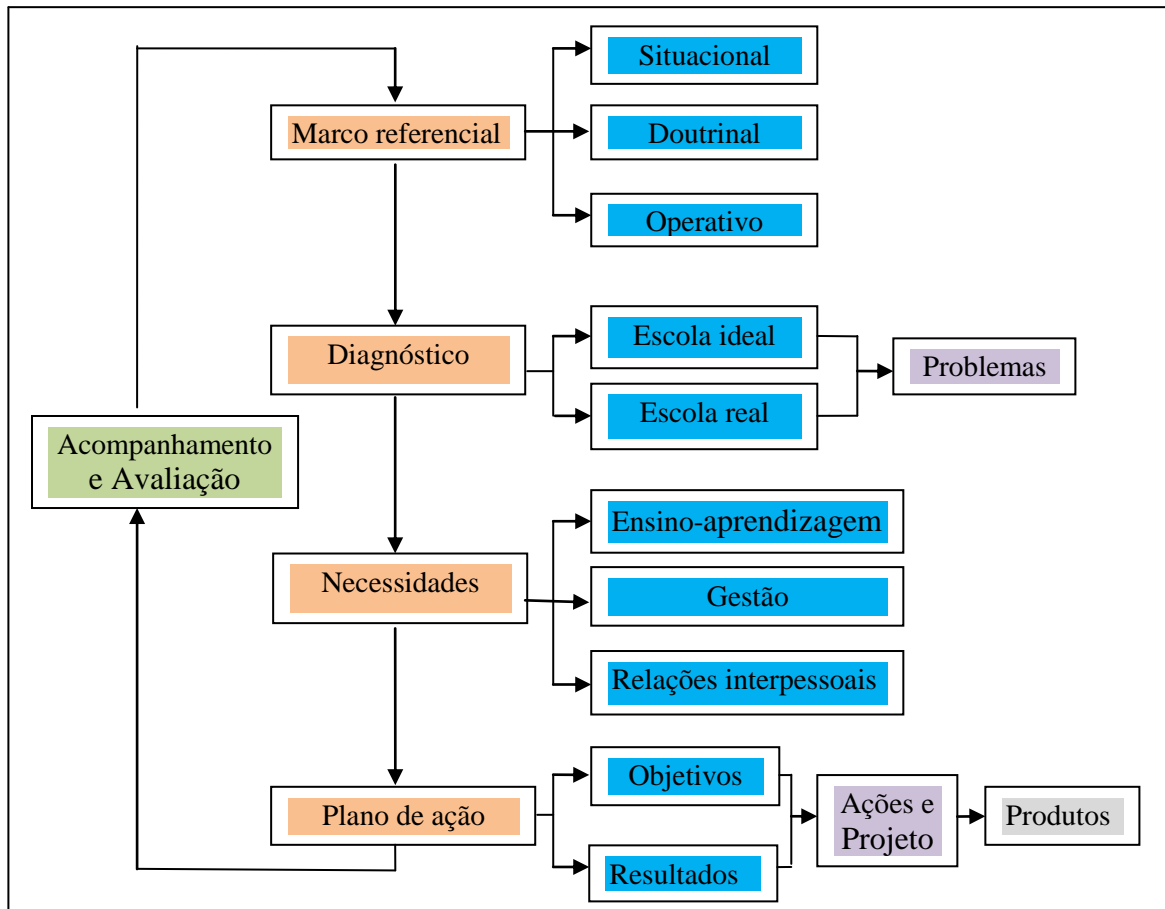 Situacional
Marco referencial
Doutrinal
Operativo
Diagnóstico
Escola ideal
Escola real
Problemas
Acompanhamento
e Avaliação
Necessidades
Ensino-aprendizagem
Gestão
Relações interpessoais
Plano de ação
Objetivos
Resultados
Ações e
Projeto
Produtos